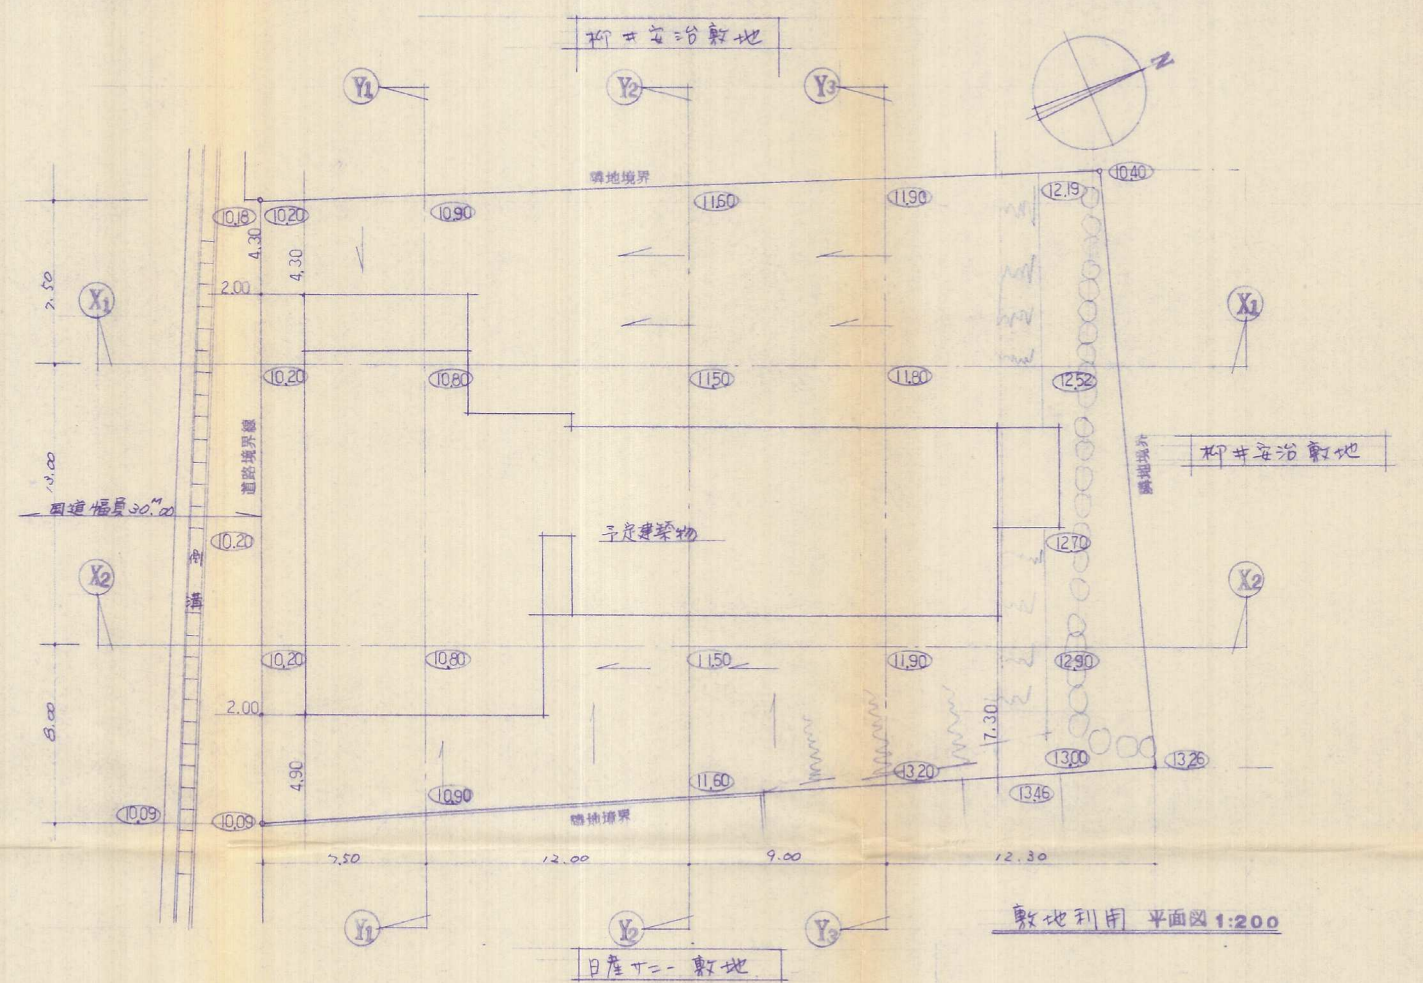 柳井安治敷地
Y1 Y2 Y3
N
隣地境界
10.40
12.19
10.18 10.20 10.90 11.60 11.90
4.30
4.30
2.00
7.50
X1 X1
10.20 10.80 11.50 11.80 12.52
道路境界線
隣地境界
柳井安治敷地
13.00
国道幅員30.00M
10.20
予定建築物
12.70
側溝
X2 X2
10.20 10.80 11.50 11.90 12.90
2.00
7.30
8.00
4.90
10.90 11.60 13.20 13.00 13.26
13.46
10.09 10.09
隣地境界
7.50 12.00 9.00 12.30
敷地利用 平面図 1:200
Y1 Y2 Y3
日産サニー敷地